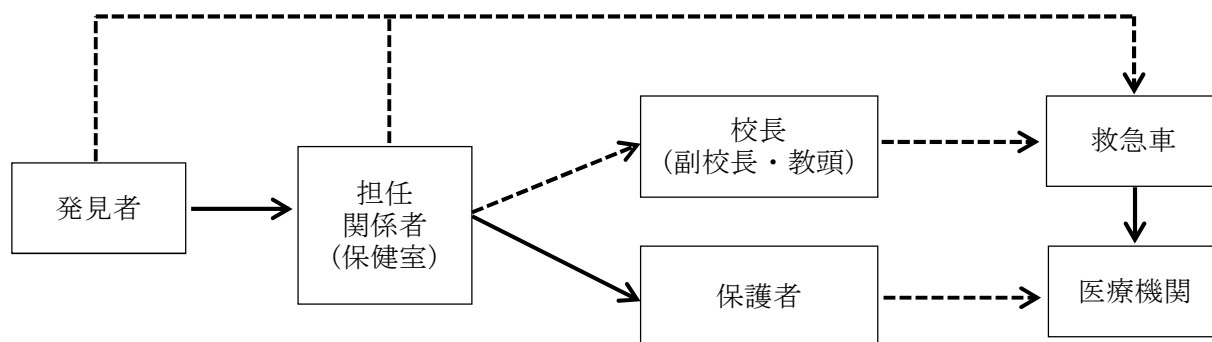 発見者
担任
関係者
(保健室)
校長
(副校長・教頭)
保護者
救急車
医療機関